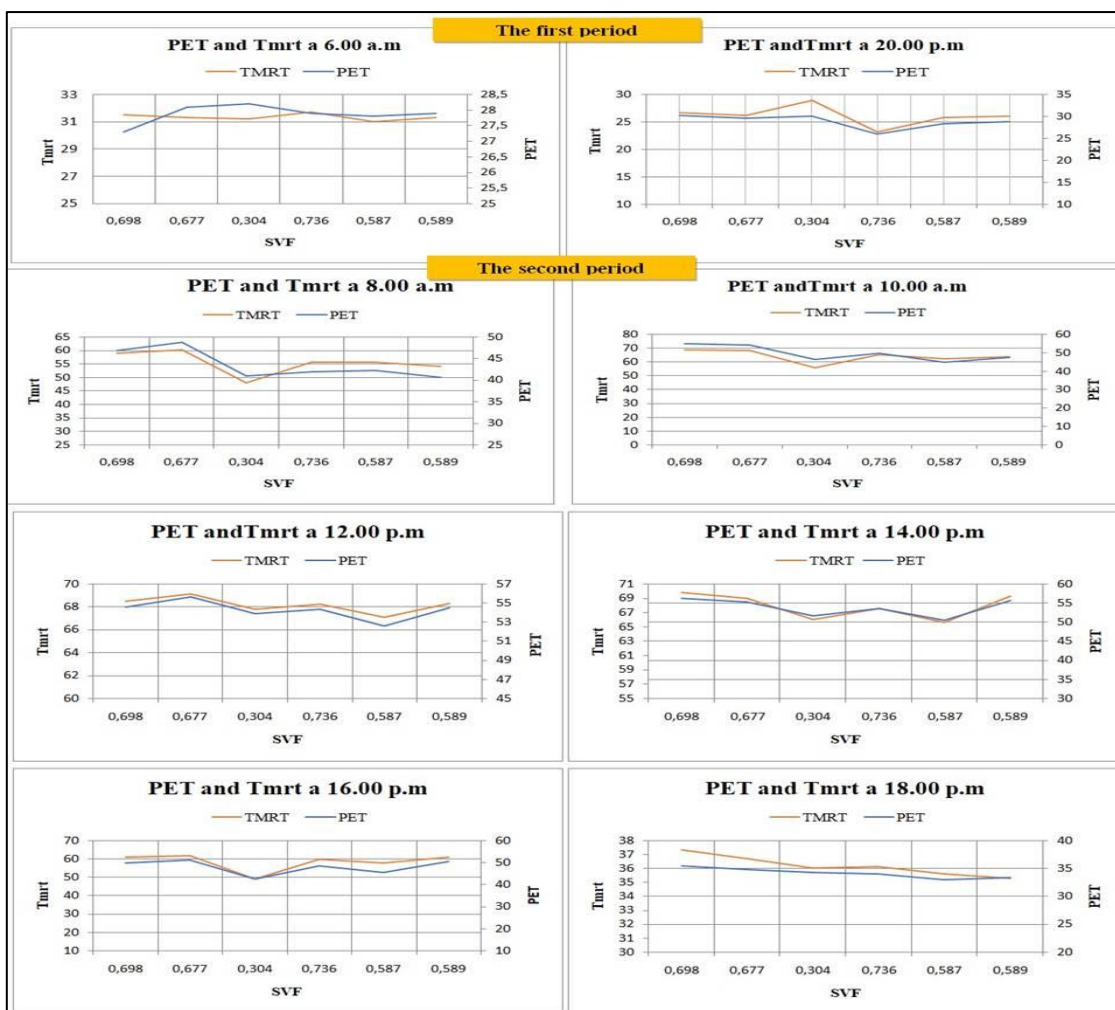 The first period
PET and Tmrt a 6.00 a.m
TMRT PET
33
31
29
27
25
Tmrt
28,5
28
27,5
27
26,5
26
25,5
25
PET
0,698 0,677 0,304 0,736 0,587 0,589
SVF
PET andTmrt a 20.00 p.m
TMRT PET
30
25
20
15
10
Tmrt
35
30
25
20
15
10
PET
0,698 0,677 0,304 0,736 0,587 0,589
SVF
The second period
PET and Tmrt a 8.00 a.m
TMRT PET
65
60
55
50
45
40
35
30
25
Tmrt
50
45
40
35
30
25
PET
0,698 0,677 0,304 0,736 0,587 0,589
SVF
PET andTmrt a 10.00 a.m
TMRT PET
80
70
60
50
40
30
20
10
0
Tmrt
60
50
40
30
20
10
0
PET
0,698 0,677 0,304 0,736 0,587 0,589
SVF
PET andTmrt a 12.00 p.m
TMRT PET
70
68
66
64
62
60
Tmrt
57
55
53
51
49
47
45
PET
0,698 0,677 0,304 0,736 0,587 0,589
SVF
PET and Tmrt a 14.00 p.m
TMRT PET
71
69
67
65
63
61
59
57
55
Tmrt
60
55
50
45
40
35
30
PET
0,698 0,677 0,304 0,736 0,587 0,589
SVF
PET and Tmrt a 16.00 p.m
TMRT PET
70
60
50
40
30
20
10
Tmrt
60
50
40
30
20
10
PET
0,698 0,677 0,304 0,736 0,587 0,589
SVF
PET and Tmrt a 18.00 p.m
TMRT PET
38
37
36
35
34
33
32
31
30
Tmrt
40
35
30
25
20
PET
0,698 0,677 0,304 0,736 0,587 0,589
SVF